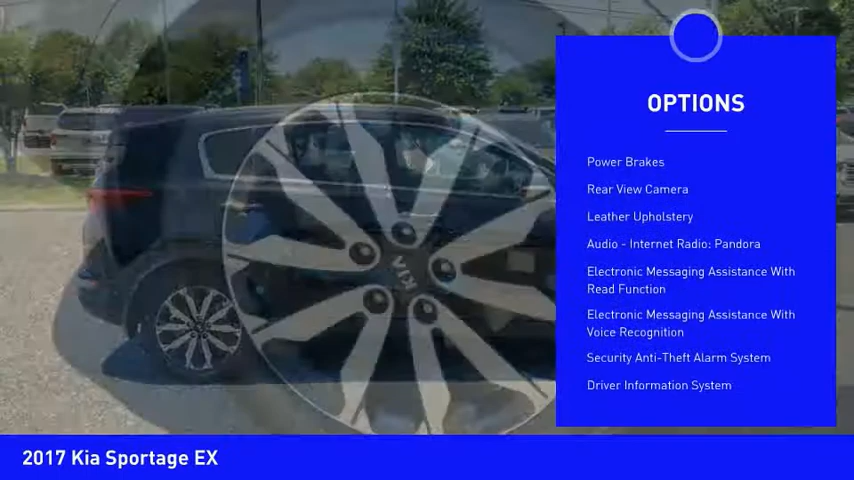 OPTIONS
Power Brakes
Rear View Camera
Leather Upholstery
Audio - Internet Radio: Pandora
Electronic Messaging Assistance With
Read Function
Electronic Messaging Assistance With
Voice Recognition
Security Anti-Theft Alarm System
Driver Information System
KIA
2017 Kia Sportage EX